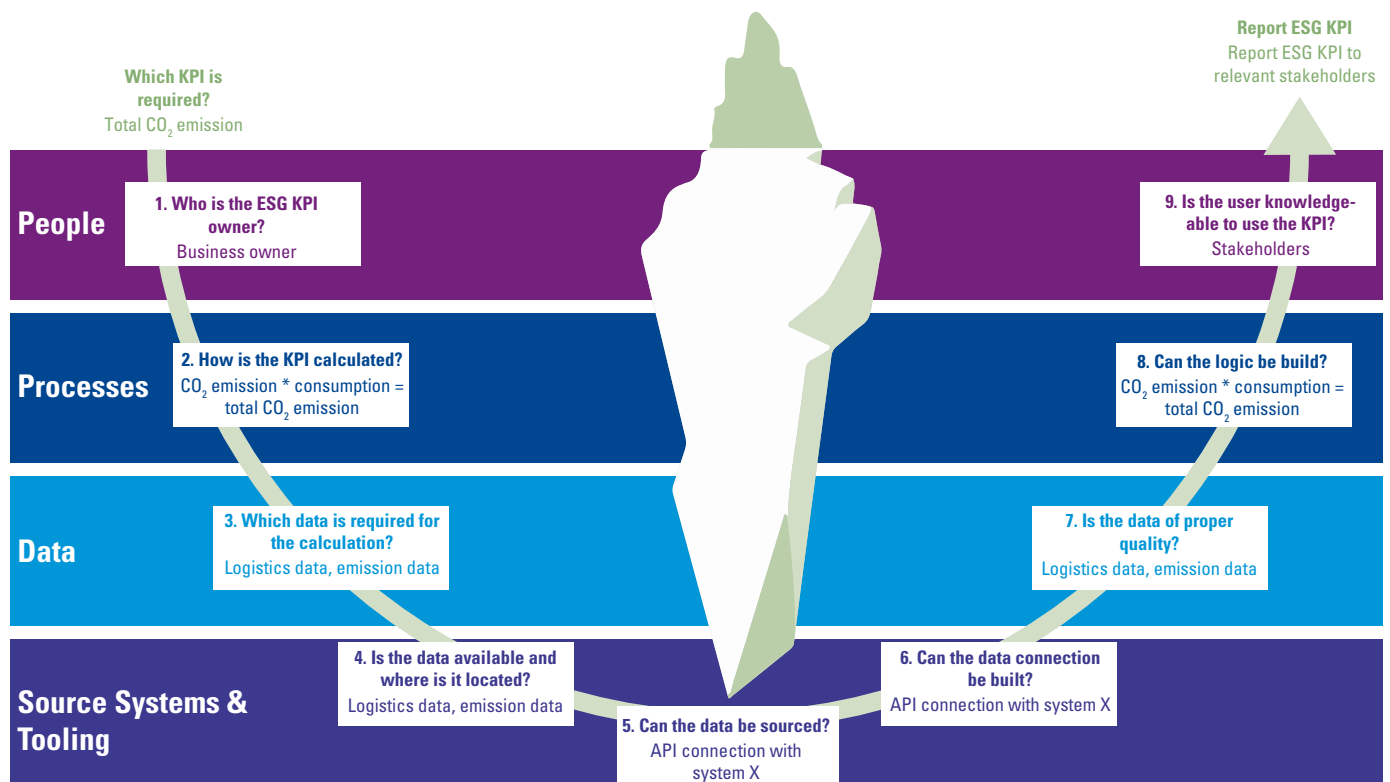 Which KPI is
required?
Total CO₂ emission
Report ESG KPI
Report ESG KPI to
relevant stakeholders
People
1. Who is the ESG KPI
owner?
Business owner
9. Is the user knowledge-
able to use the KPI?
Stakeholders
Processes
2. How is the KPI calculated?
CO₂ emission * consumption =
total CO₂ emission
8. Can the logic be build?
CO₂ emission * consumption =
total CO₂ emission
Data
3. Which data is required for
the calculation?
Logistics data, emission data
7. Is the data of proper
quality?
Logistics data, emission data
Source Systems &
Tooling
4. Is the data available and
where is it located?
Logistics data, emission data
5. Can the data be sourced?
API connection with
system X
6. Can the data connection
be built?
API connection with system X